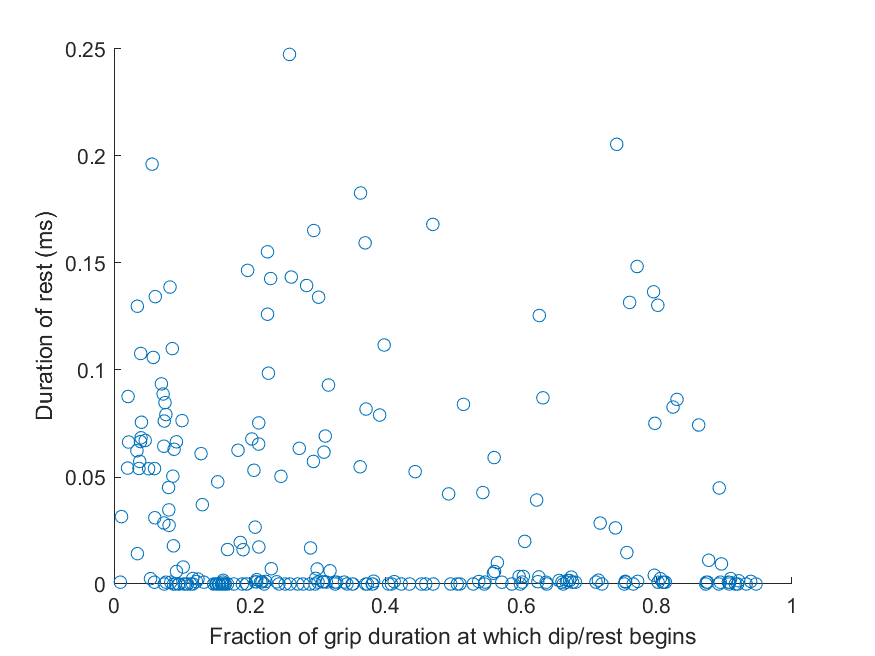 0.25
0.2
0.15
0.1
0.05
0
Duration of rest (ms)
0 0.2 0.4 0.6 0.8 1
Fraction of grip duration at which dip/rest begins